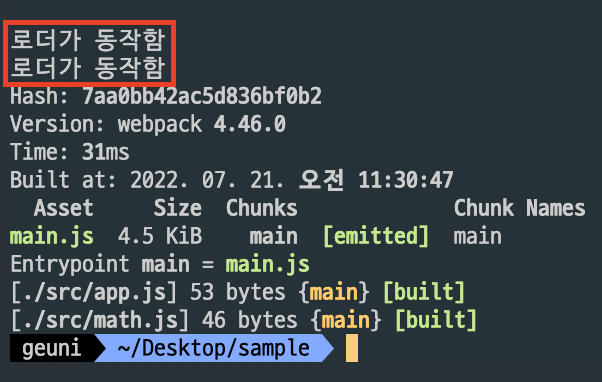 로더가 동작함
로더가 동작함
Hash: 7aa0bb42ac5d836bf0b2
Version: webpack 4.46.0
Time: 31ms
Built at: 2022. 07. 21. 오전 11:30:47
  Asset     Size  Chunks             Chunk Names
main.js  4.5 KiB    main  [emitted]  main
Entrypoint main = main.js
[./src/app.js] 53 bytes {main} [built]
[./src/math.js] 46 bytes {main} [built]
geuni ~/Desktop/sample